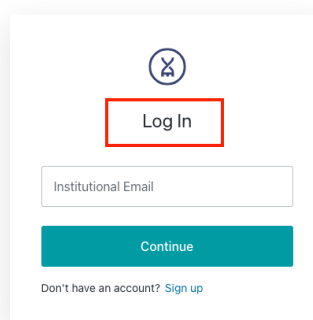 Log In
Institutional Email
Continue
Don't have an account? Sign up